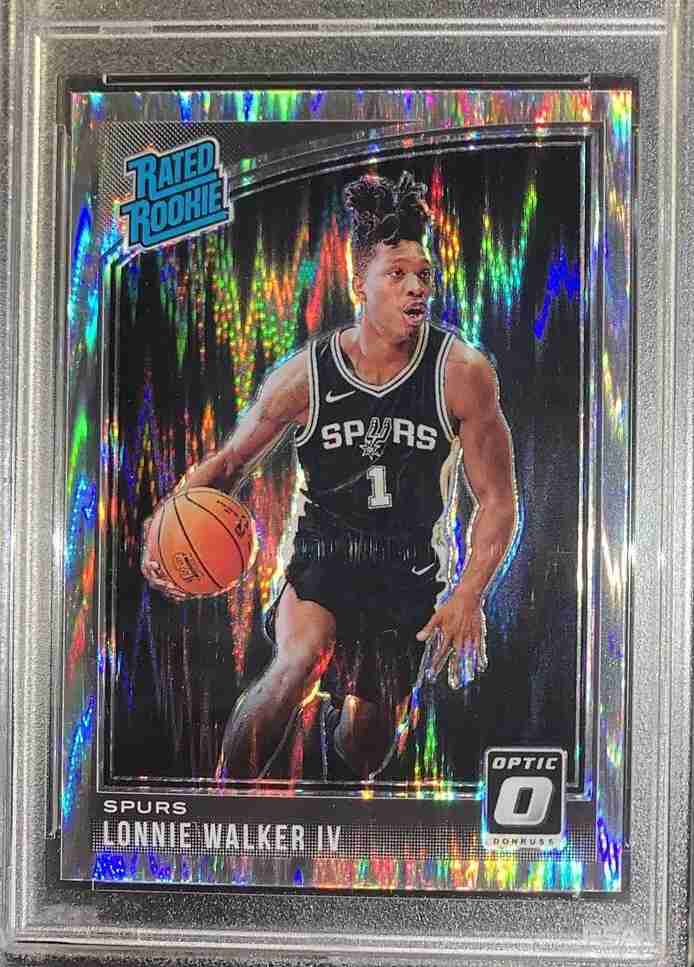 RATED
ROOKIE
SPURS
1
OPTIC
O
DONRUSS
SPURS
LONNIE WALKER IV